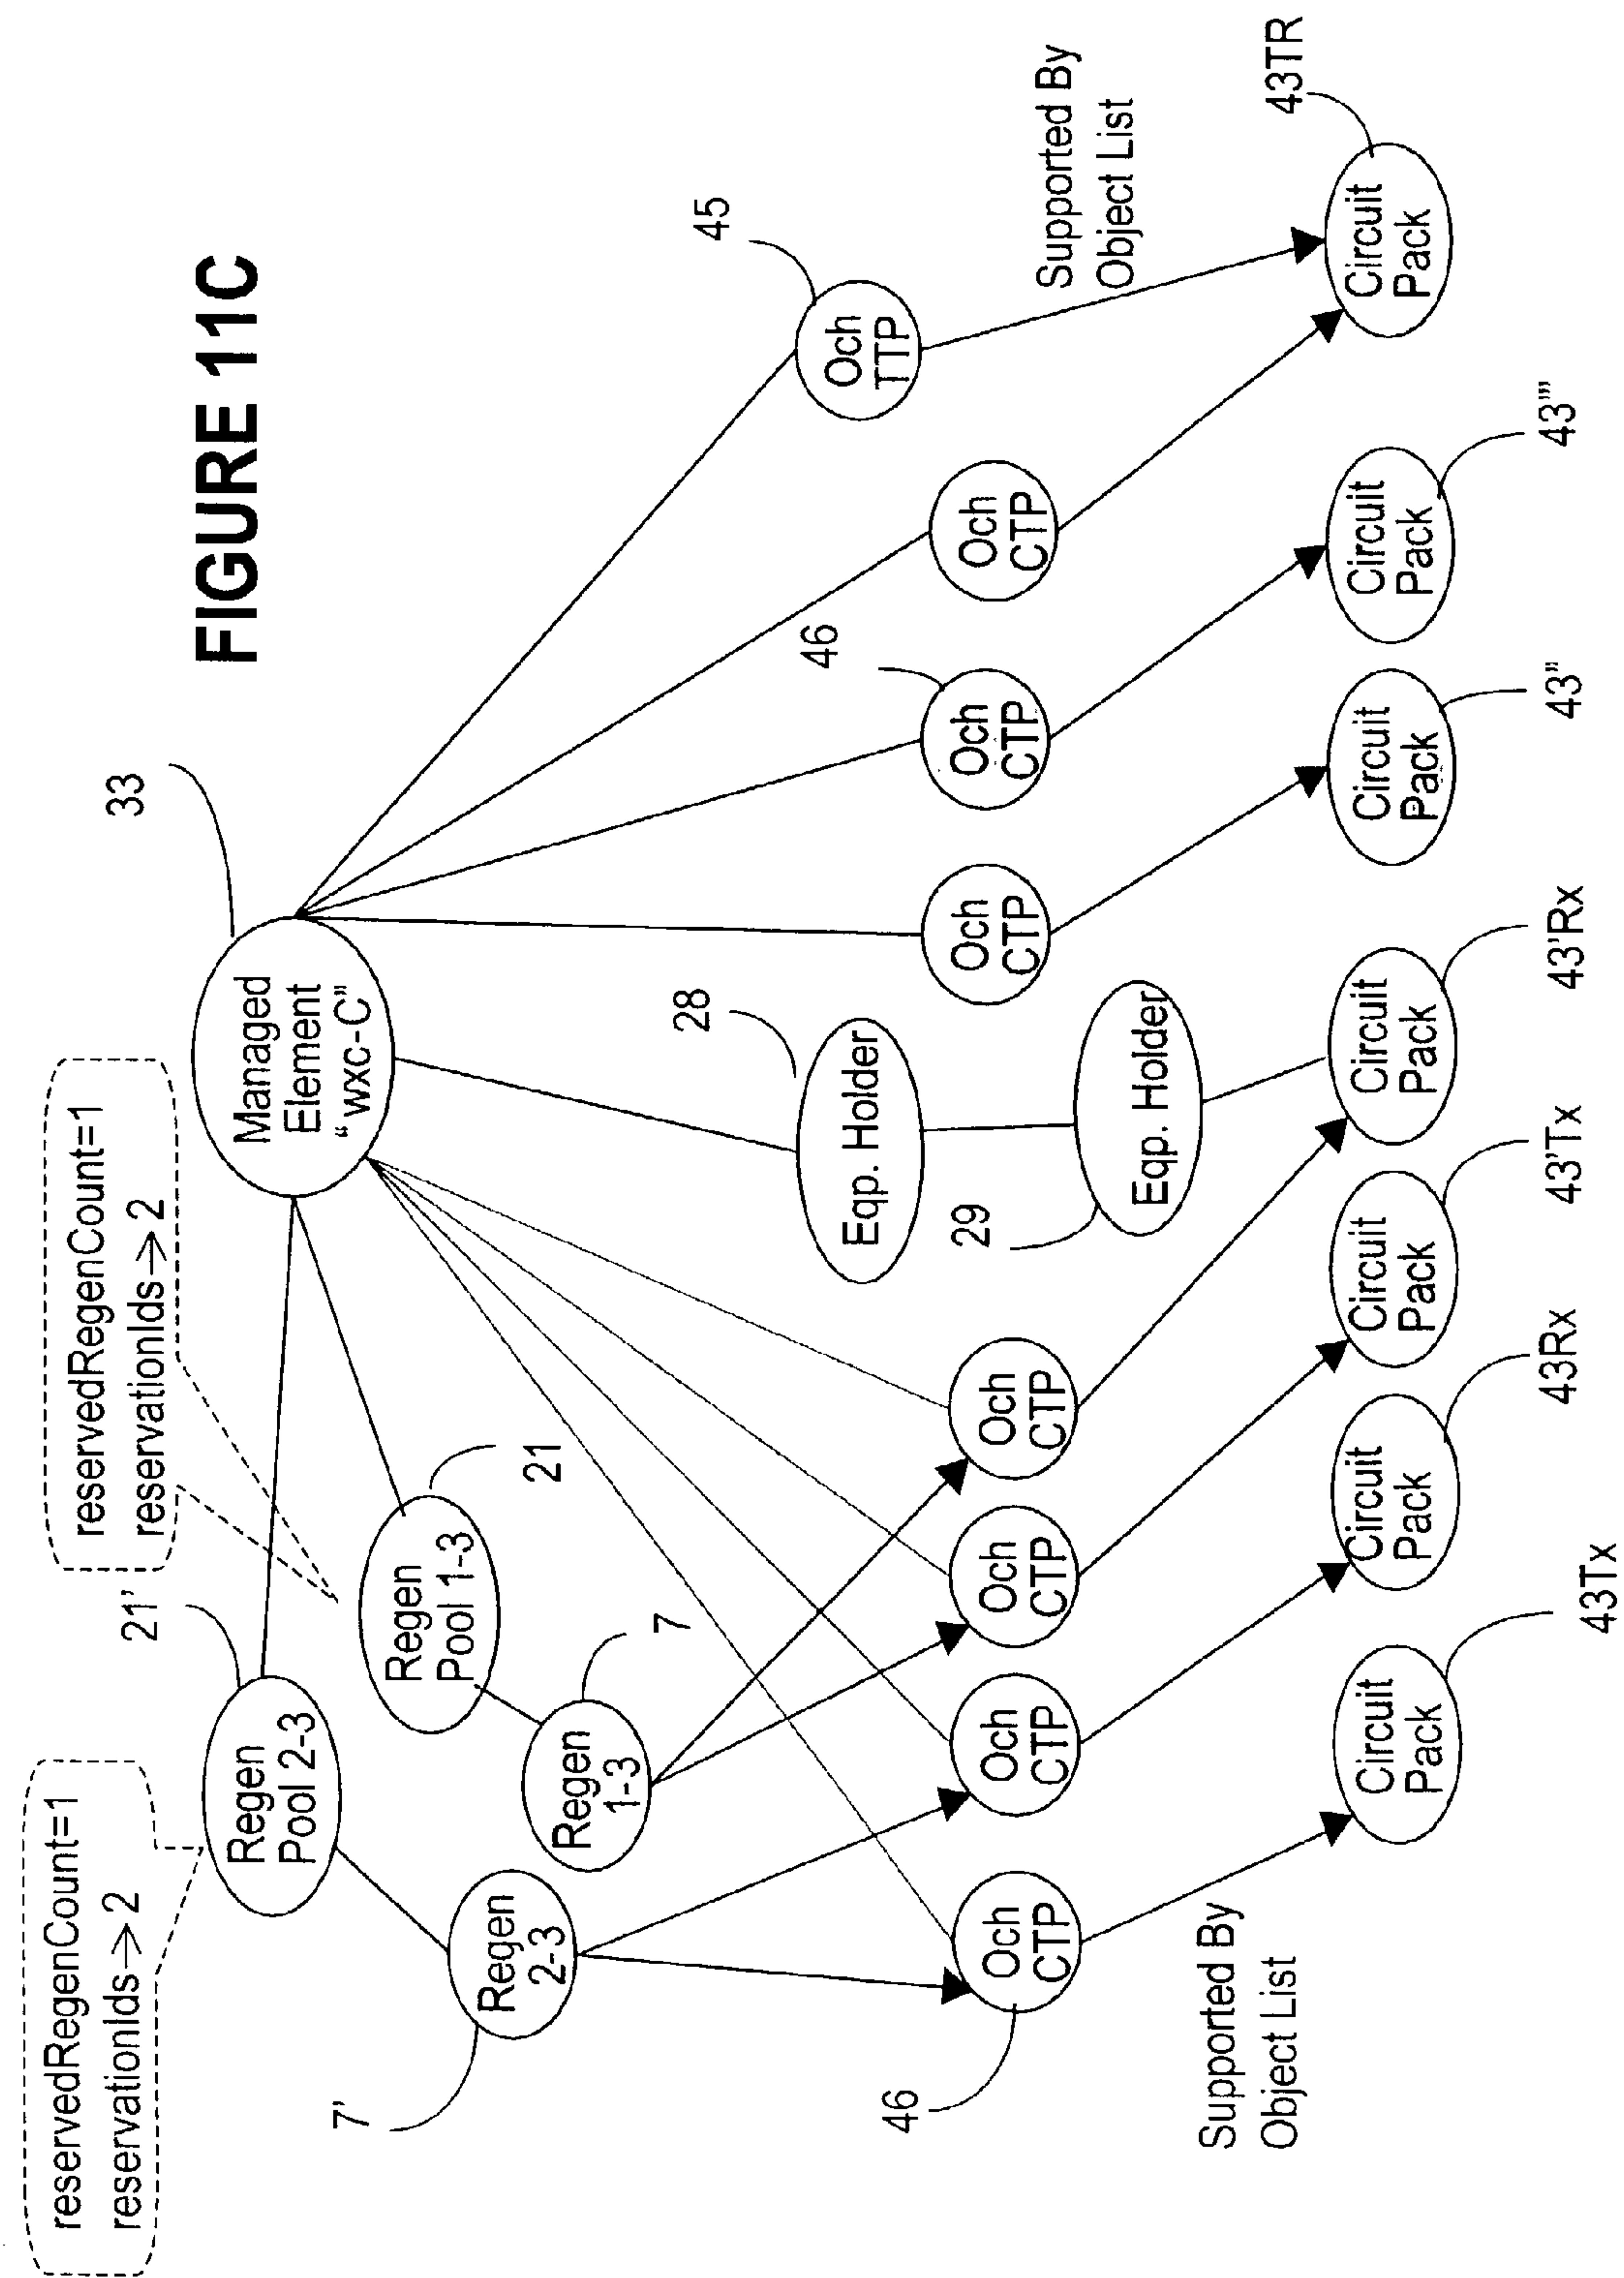 FIGURE 11C
reservedRegenCount=1
reservationIds→2
reservedRegenCount=1
reservationIds→2
21'
33
Regen
Pool 2-3
Managed
Element
“wxc-C”
Regen
Pool 1-3
21
7'
Regen
2-3
Regen
1-3
7
28
Eqp. Holder
29
Eqp. Holder
45
Och
TTP
46
Och
CTP
Och
CTP
Och
CTP
Och
CTP
Och
CTP
Och
CTP
Och
CTP
46
Supported By
Object List
Supported By
Object List
Circuit
Pack
Circuit
Pack
Circuit
Pack
Circuit
Pack
Circuit
Pack
Circuit
Pack
Circuit
Pack
43Tx
43Rx
43'Tx
43'Rx
43"
43"'
43TR